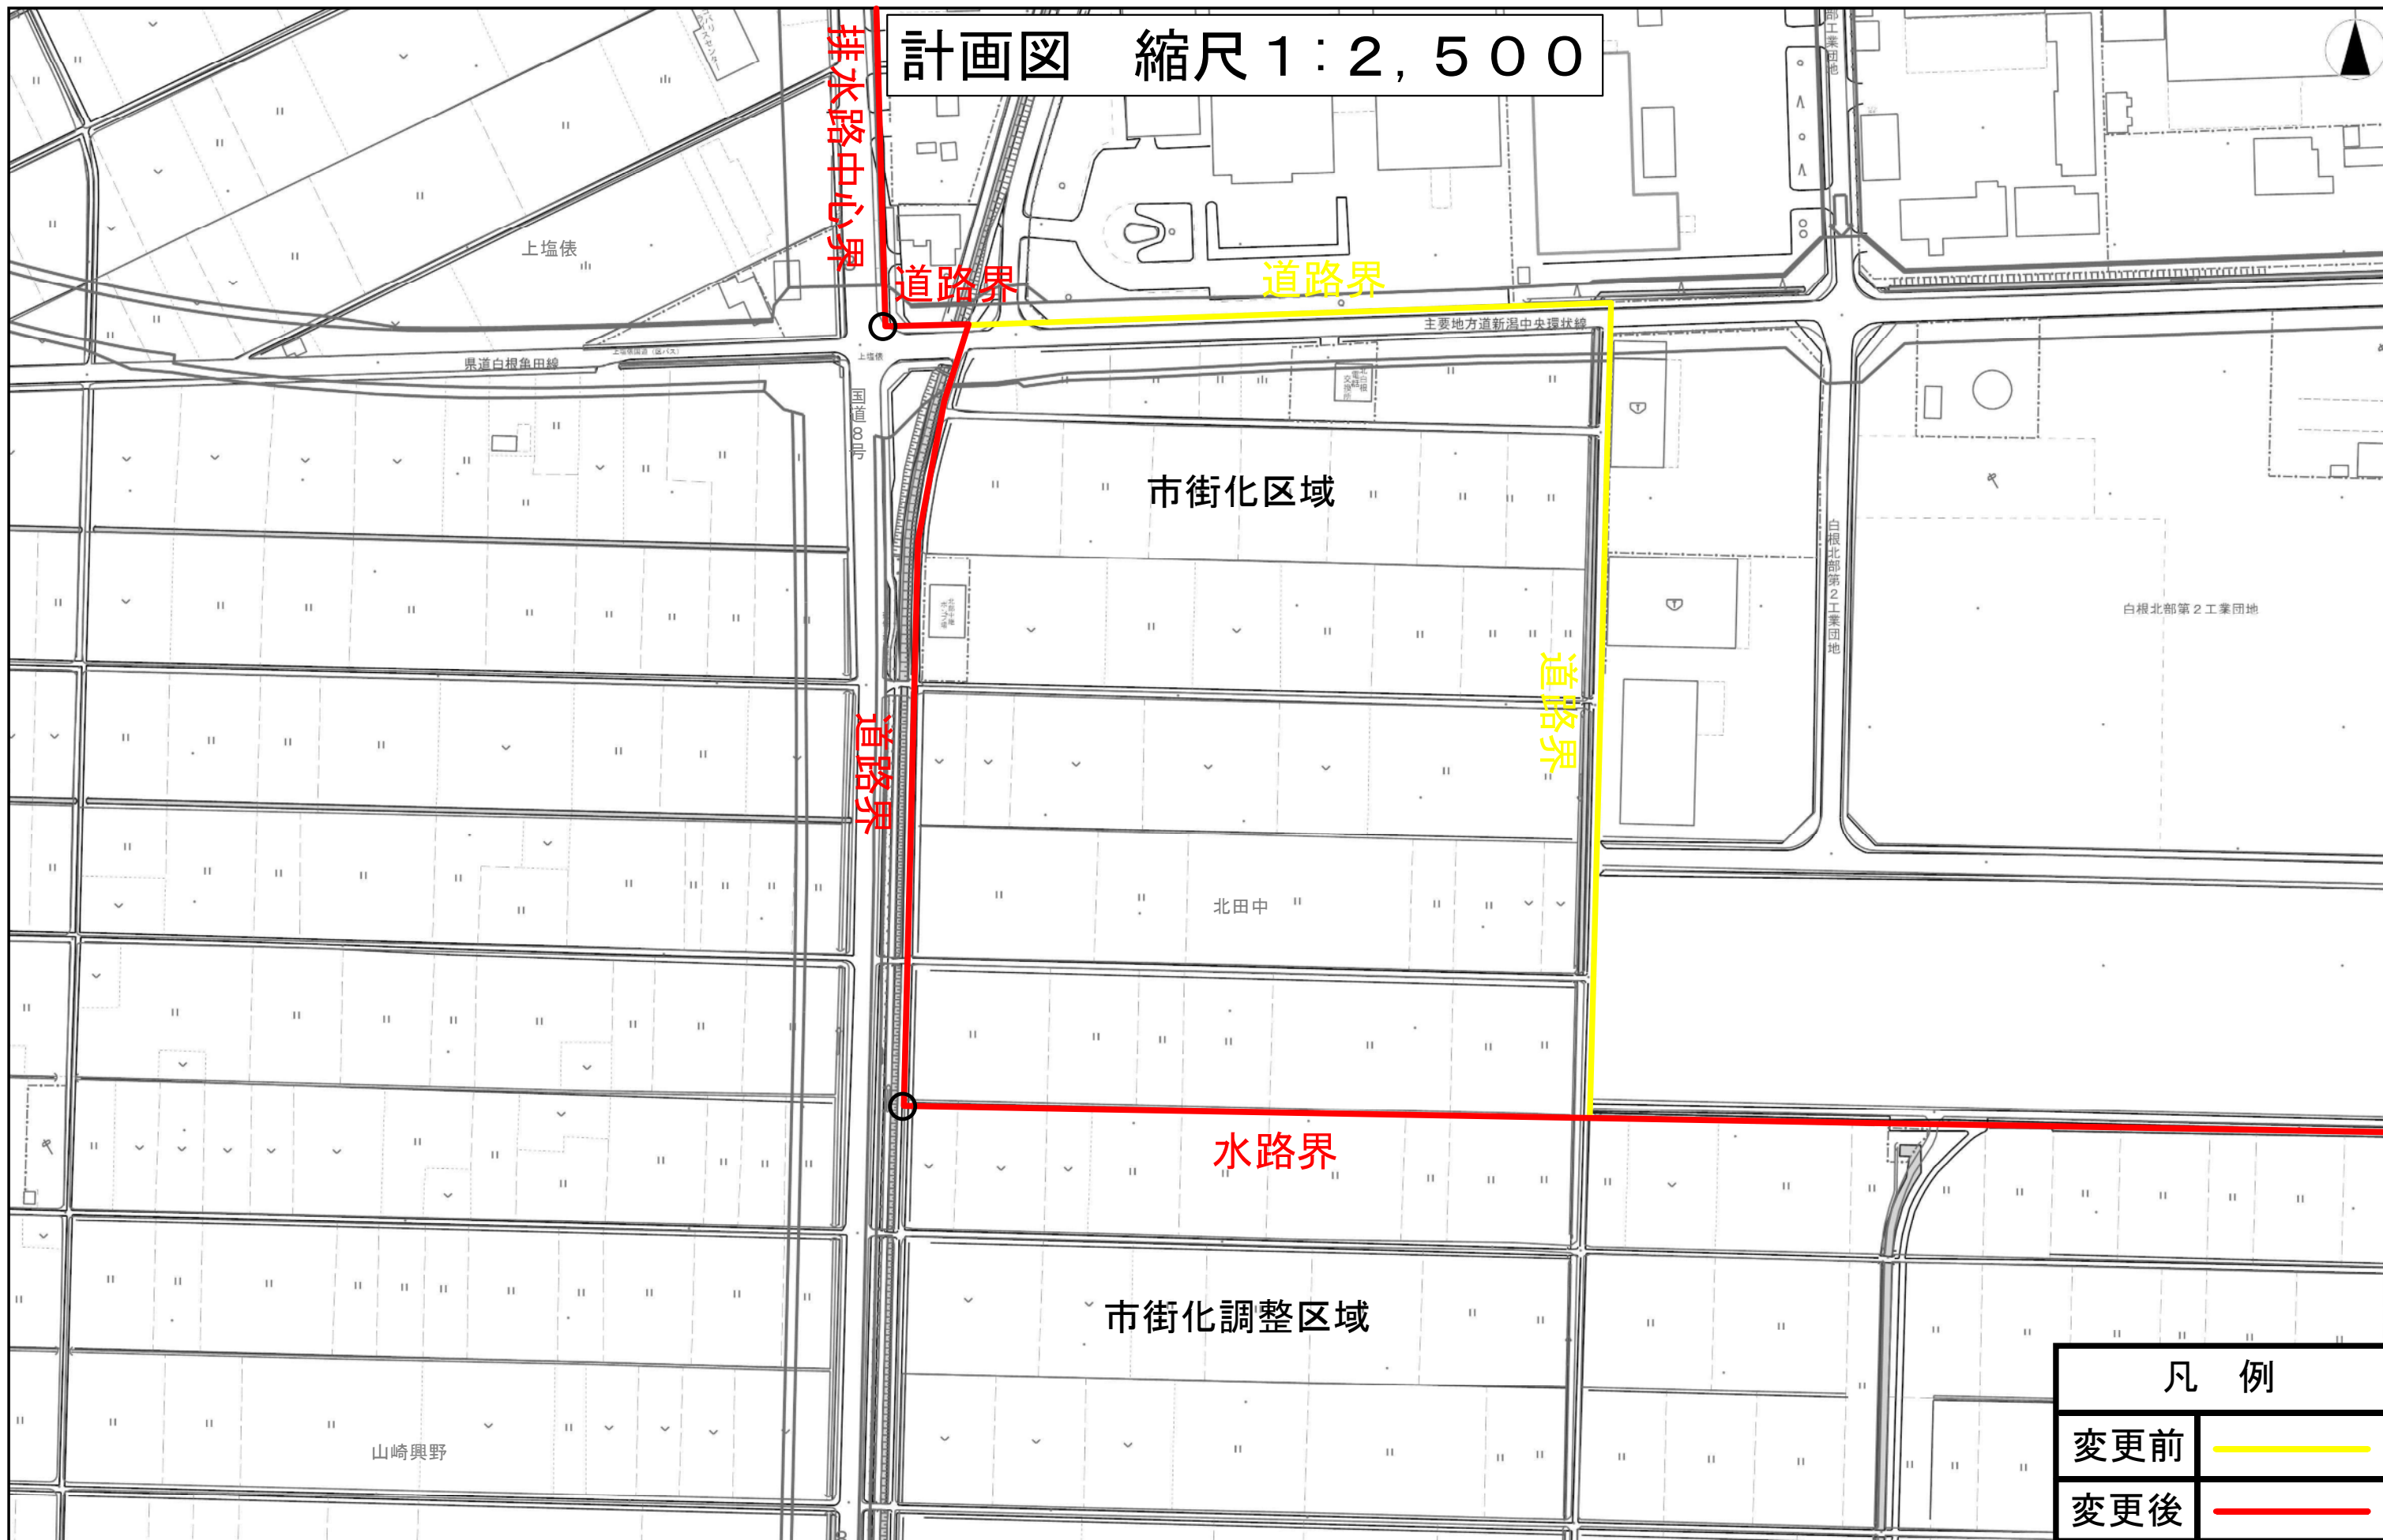 計画図　縮尺１：２，５００
排水路中心界
道路界
道路界
上塩俵
主要地方道新潟中央環状線
県道白根亀田線
上塩俵
国道8号
市街化区域
白根北部第２工業団地
白根北部第２工業団地
道路界
道路界
北田中
水路界
市街化調整区域
山崎興野
凡　例
変更前
変更後